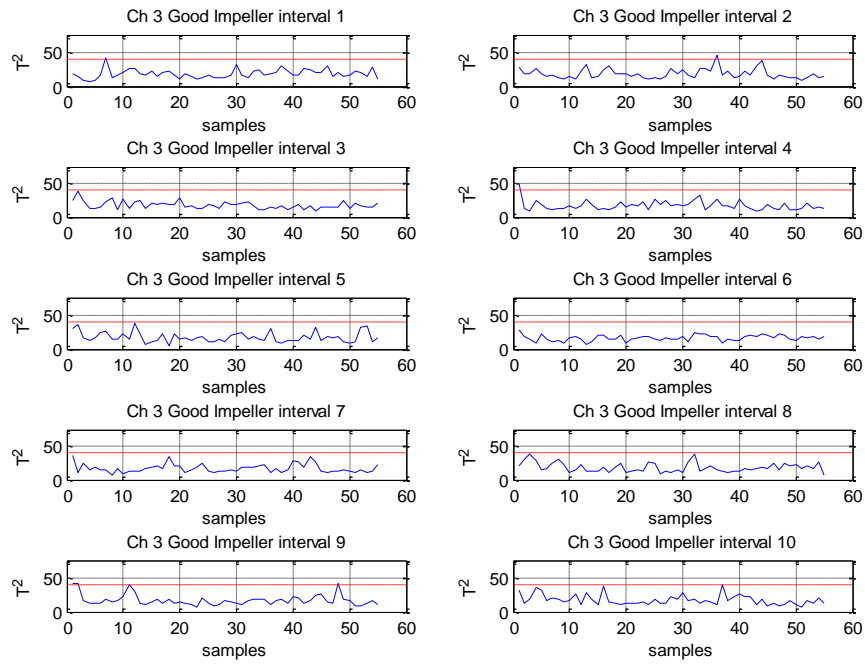 Ch 3 Good Impeller interval 1
T²
50
0
0 10 20 30 40 50 60
samples
Ch 3 Good Impeller interval 2
T²
50
0
0 10 20 30 40 50 60
samples
Ch 3 Good Impeller interval 3
T²
50
0
0 10 20 30 40 50 60
samples
Ch 3 Good Impeller interval 4
T²
50
0
0 10 20 30 40 50 60
samples
Ch 3 Good Impeller interval 5
T²
50
0
0 10 20 30 40 50 60
samples
Ch 3 Good Impeller interval 6
T²
50
0
0 10 20 30 40 50 60
samples
Ch 3 Good Impeller interval 7
T²
50
0
0 10 20 30 40 50 60
samples
Ch 3 Good Impeller interval 8
T²
50
0
0 10 20 30 40 50 60
samples
Ch 3 Good Impeller interval 9
T²
50
0
0 10 20 30 40 50 60
samples
Ch 3 Good Impeller interval 10
T²
50
0
0 10 20 30 40 50 60
samples